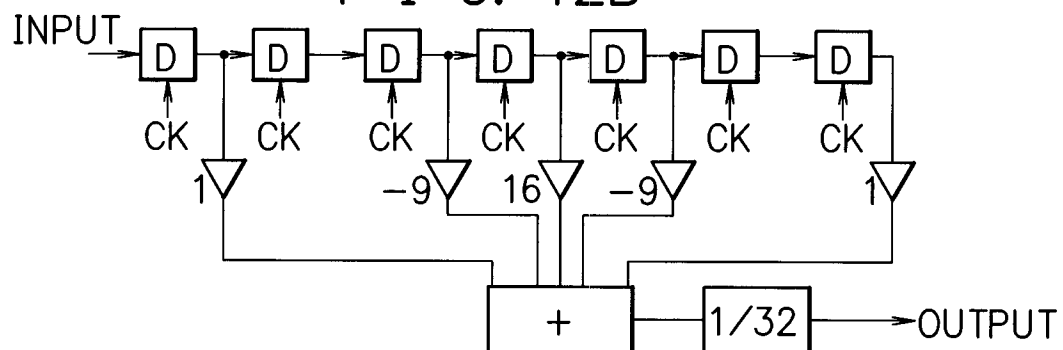 INPUT D D D D D D D
CK CK CK CK CK CK CK
1 -9 16 -9 1
+ 1/32 OUTPUT